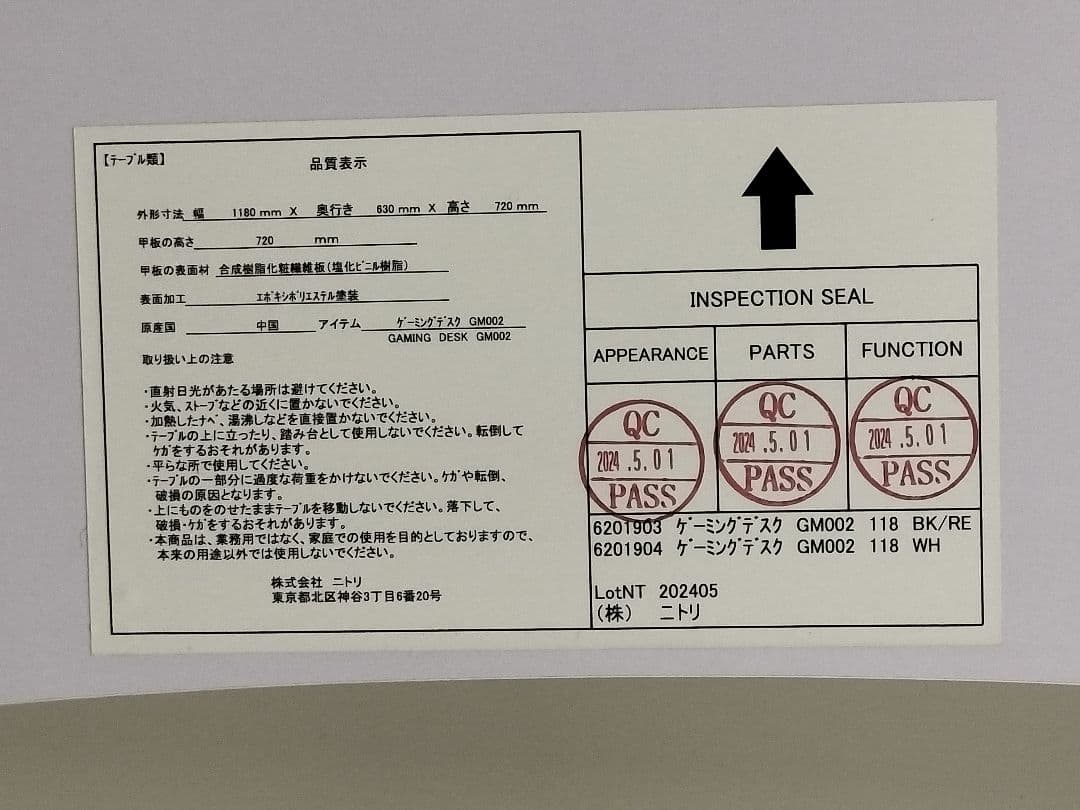 【ﾃｰﾌﾞﾙ類】
品質表示
外形寸法 幅 1180 mm X 奥行き 630 mm X 高さ 720 mm
甲板の高さ 720 mm
甲板の表面材 合成樹脂化粧繊維板(塩化ﾋﾞﾆﾙ樹脂)
表面加工 ｴﾎﾟｷｼﾎﾟﾘｴｽﾃﾙ塗装
原産国 中国 アイテム ｹﾞｰﾐﾝｸﾞﾃﾞｽｸ GM002
GAMING DESK GM002
取り扱い上の注意
・直射日光があたる場所は避けてください。
・火気、ｽﾄｰﾌﾞなどの近くに置かないでください。
・加熱したﾅﾍﾞ、湯沸しなどを直接置かないでください。
・ﾃｰﾌﾞﾙの上に立ったり、踏み台として使用しないでください。転倒して
ｹｶﾞをするおそれがあります。
・平らな所で使用してください。
・ﾃｰﾌﾞﾙの一部分に過度な荷重をかけないでください。ｹｶﾞや転倒、
破損の原因となります。
・上にものをのせたままﾃｰﾌﾞﾙを移動しないでください。落下して、
破損・ｹｶﾞをするおそれがあります。
・本商品は、業務用ではなく、家庭での使用を目的としておりますので、
本来の用途以外では使用しないでください。
株式会社 ニトリ
東京都北区神谷3丁目6番20号
INSPECTION SEAL
APPEARANCE PARTS FUNCTION
QC QC QC
2024 .5.01 2024 .5.01 2024 .5.01
PASS PASS PASS
6201903 ｹﾞｰﾐﾝｸﾞﾃﾞｽｸ GM002 118 BK/RE
6201904 ｹﾞｰﾐﾝｸﾞﾃﾞｽｸ GM002 118 WH
LotNT 202405
(株) ニトリ